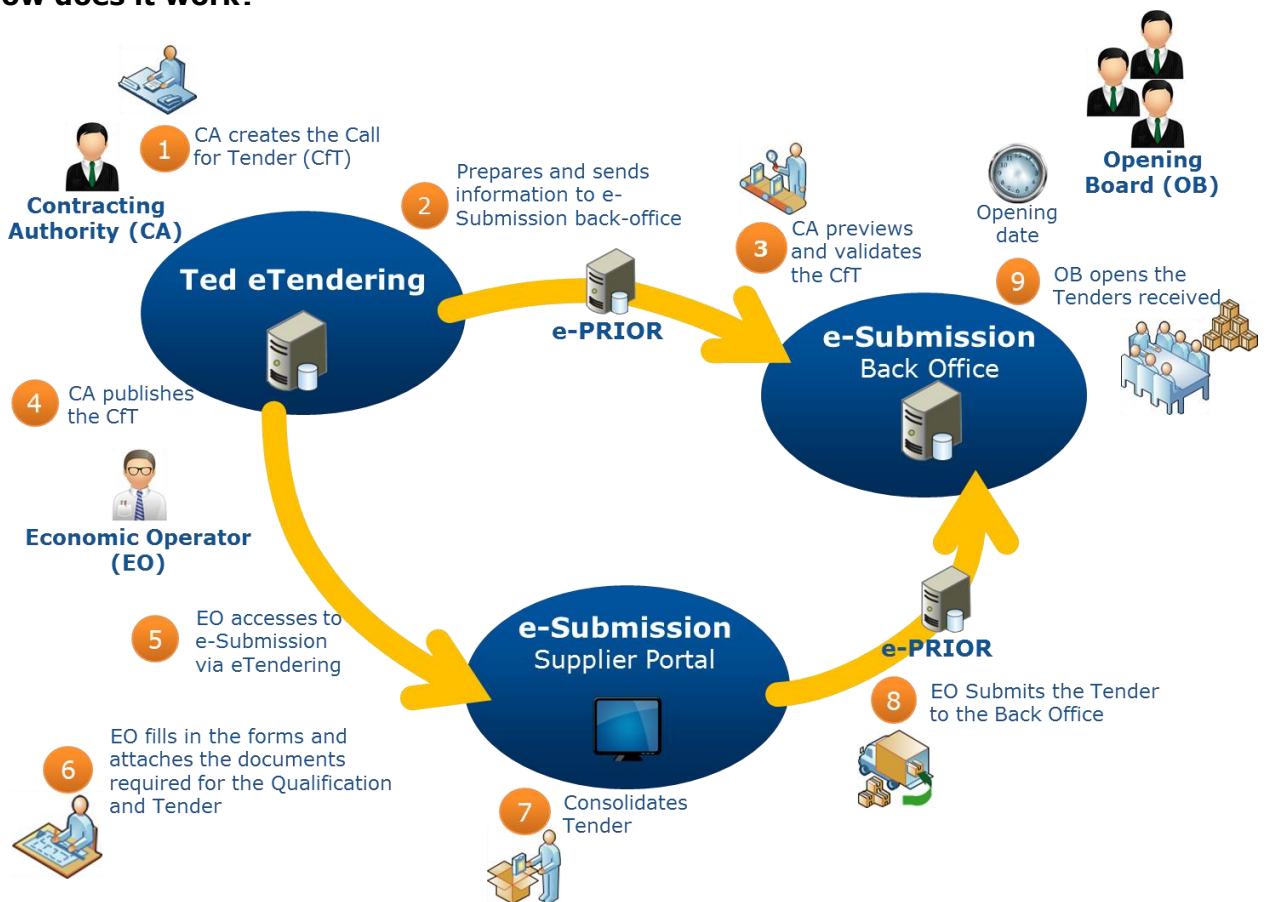 ow does it work?
1
CA creates the Call
for Tender (CfT)
Contracting
Authority (CA)
2
Prepares and sends
information to e-
Submission back-office
3
CA previews
and validates
the CfT
Opening
date
Opening
Board (OB)
9
OB opens the
Tenders received
Ted eTendering
e-PRIOR
e-Submission
Back Office
4
CA publishes
the CfT
Economic Operator
(EO)
5
EO accesses to
e-Submission
via eTendering
e-Submission
Supplier Portal
e-PRIOR
6
EO fills in the forms and
attaches the documents
required for the Qualification
and Tender
7
Consolidates
Tender
8
EO Submits the Tender
to the Back Office